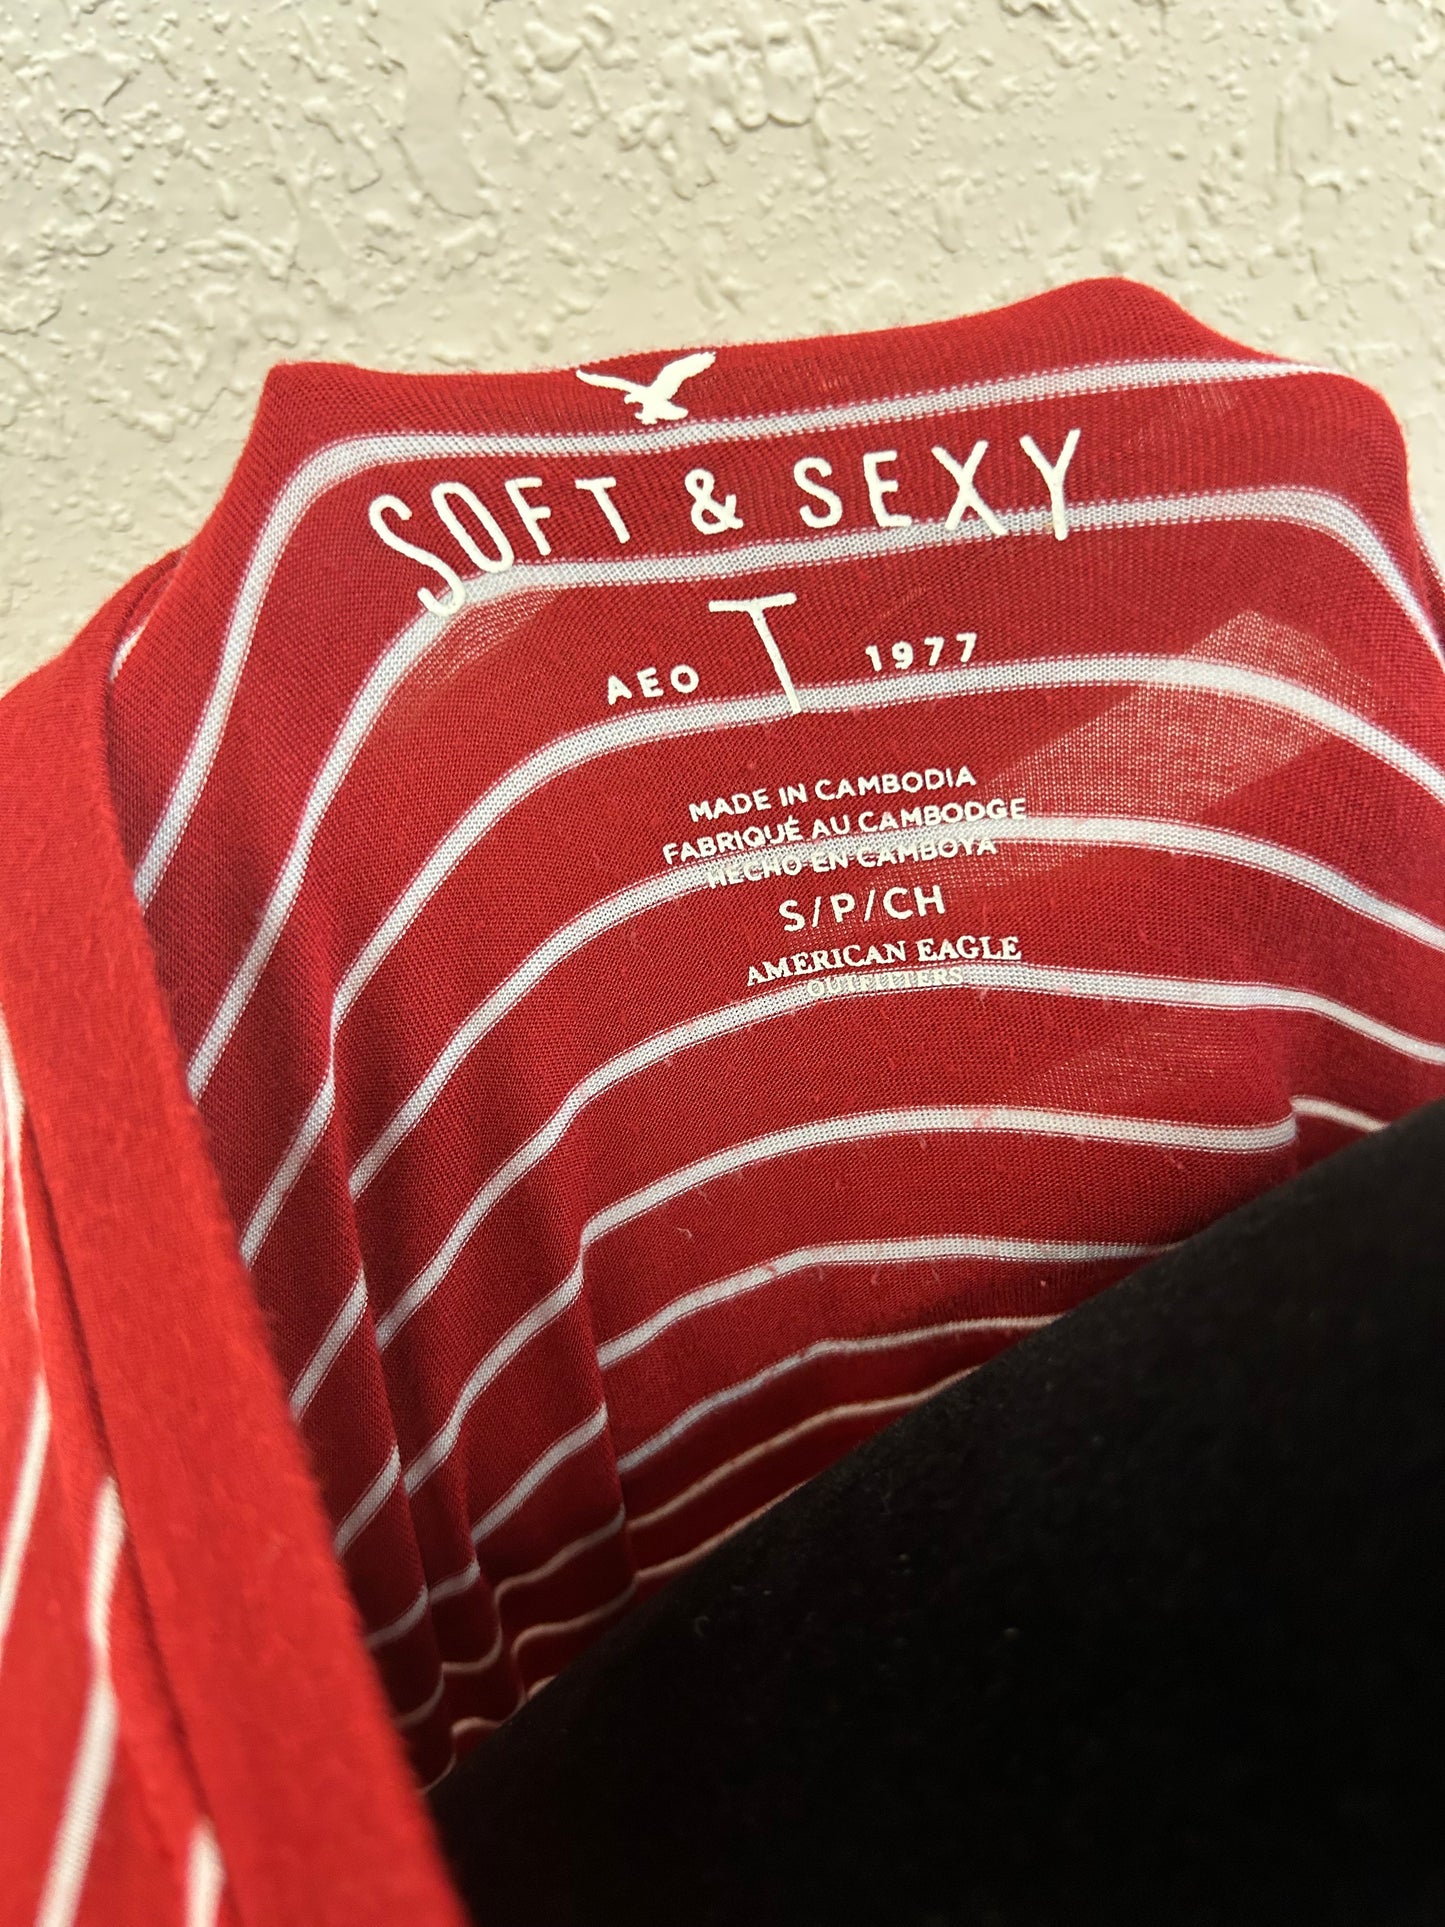 SOFT & SEXY
AEO T 1977
MADE IN CAMBODIA
FABRIQUÉ AU CAMBODGE
HECHO EN CAMBOYA
S/P/CH
AMERICAN EAGLE
OUTFITTERS